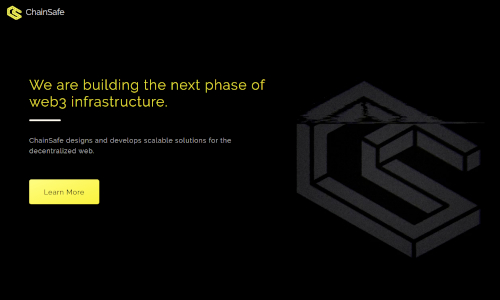 ChainSafe
We are building the next phase of
web3 infrastructure.
ChainSafe designs and develops scalable solutions for the
decentralized web.
Learn More